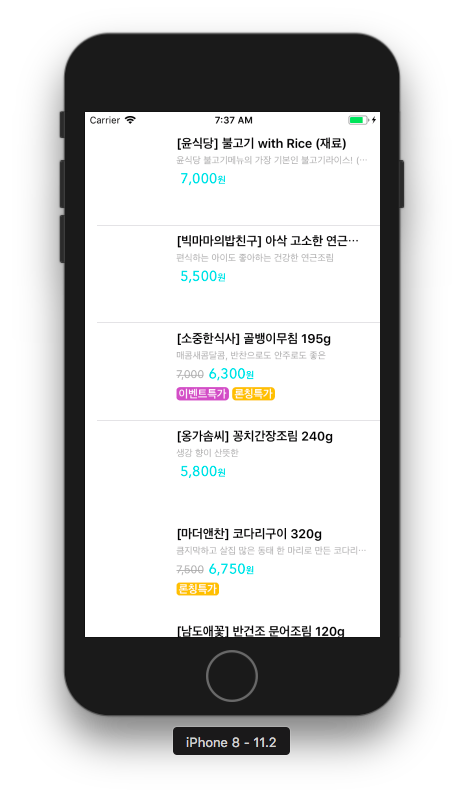 Carrier 7:37 AM
[윤식당] 불고기 with Rice (재료)
윤식당 불고기메뉴의 가장 기본인 불고기라이스! (…
7,000원
[빅마마의밥친구] 아삭 고소한 연근…
편식하는 아이도 좋아하는 건강한 연근조림
5,500원
[소중한식사] 골뱅이무침 195g
매콤새콤달콤, 반찬으로도 안주로도 좋은
7,000 6,300원
이벤트특가 론칭특가
[옹가솜씨] 꽁치간장조림 240g
생강 향이 산뜻한
5,800원
[마더앤찬] 코다리구이 320g
큼지막하고 살집 많은 동태 한 마리로 만든 코다리…
7,500 6,750원
론칭특가
[남도애꽃] 반건조 문어조림 120g
iPhone 8 - 11.2